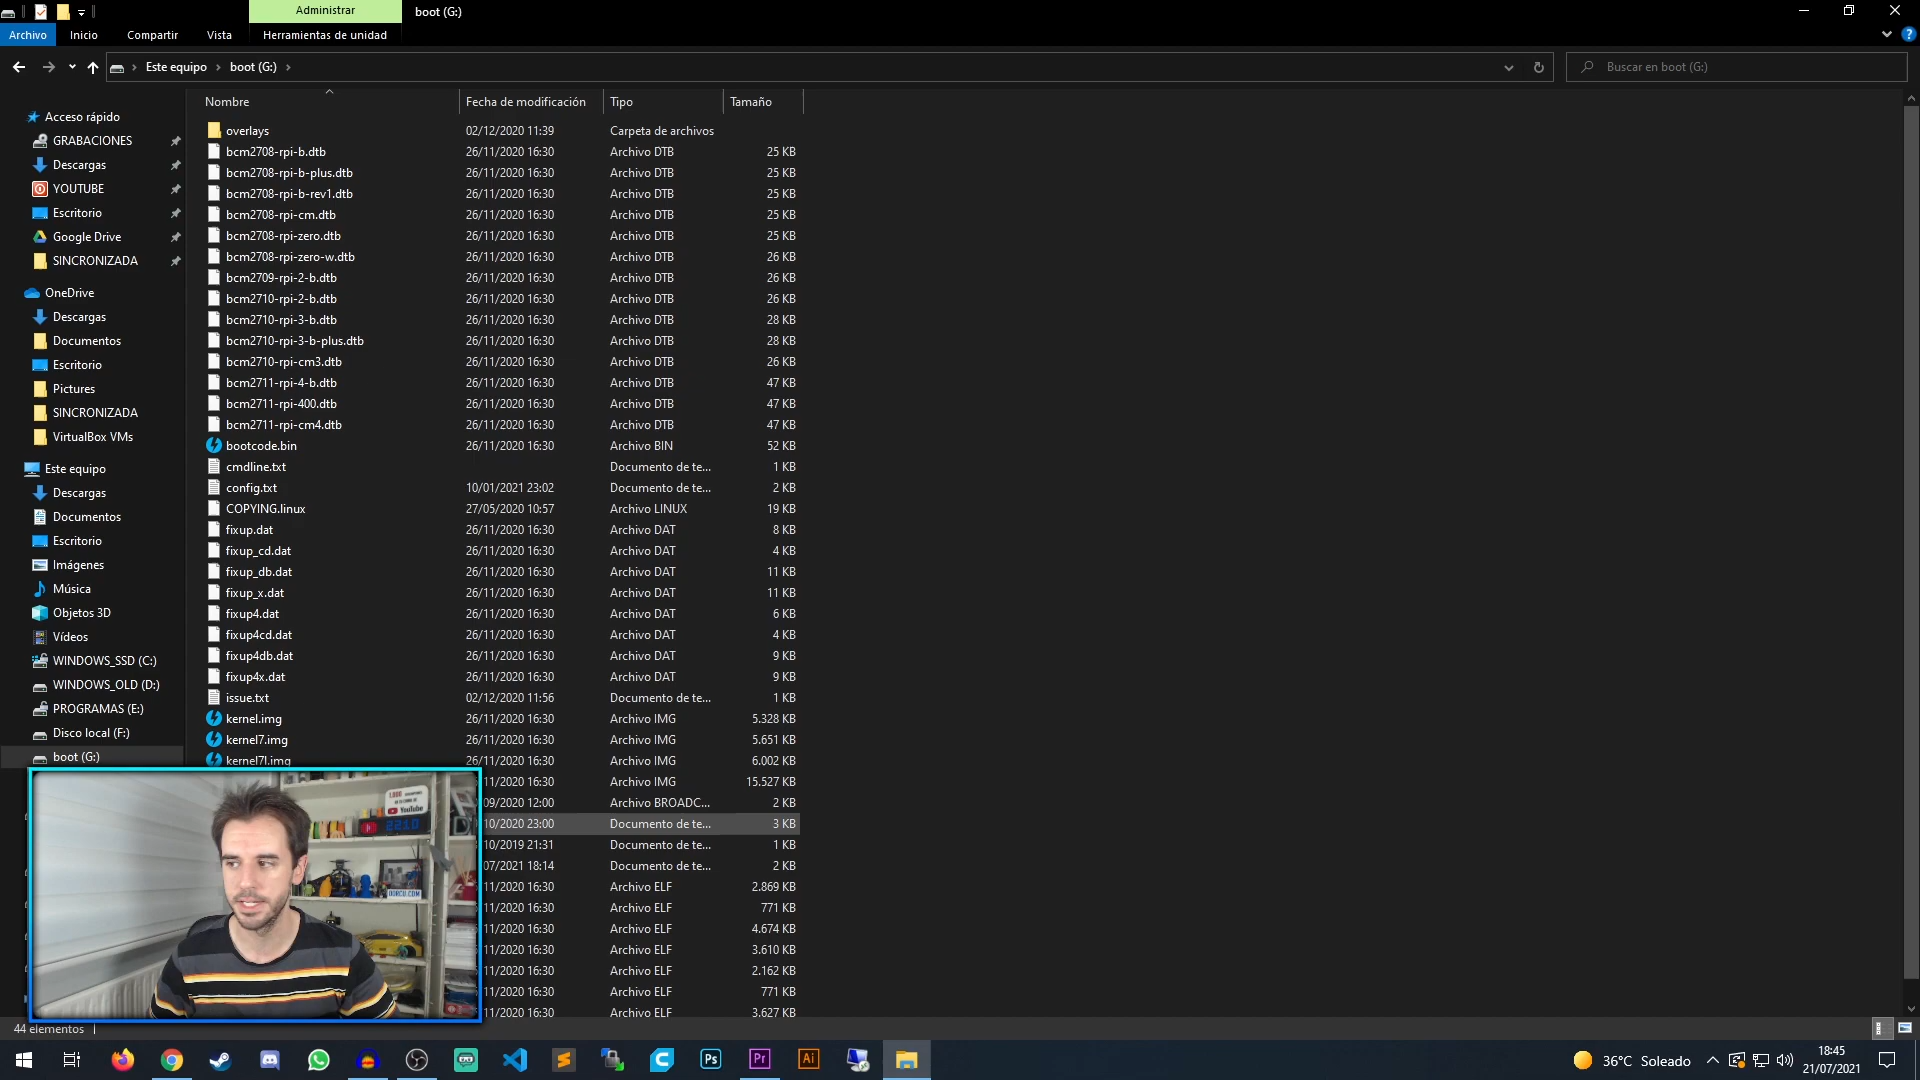 Administrar
boot (G:)
Archivo
Inicio
Compartir
Vista
Herramientas de unidad
Este equipo
boot (G:)
Buscar en boot (G:)
Nombre
Fecha de modificación
Tipo
Tamaño
Acceso rápido
GRABACIONES
Descargas
YOUTUBE
Escritorio
Google Drive
SINCRONIZADA
OneDrive
Descargas
Documentos
Escritorio
Pictures
SINCRONIZADA
VirtualBox VMs
Este equipo
Descargas
Documentos
Escritorio
Imágenes
Música
Objetos 3D
Vídeos
WINDOWS_SSD (C:)
WINDOWS_OLD (D:)
PROGRAMAS (E:)
Disco local (F:)
boot (G:)
overlays 02/12/2020 11:39 Carpeta de archivos
bcm2708-rpi-b.dtb 26/11/2020 16:30 Archivo DTB 25 KB
bcm2708-rpi-b-plus.dtb 26/11/2020 16:30 Archivo DTB 25 KB
bcm2708-rpi-b-rev1.dtb 26/11/2020 16:30 Archivo DTB 25 KB
bcm2708-rpi-cm.dtb 26/11/2020 16:30 Archivo DTB 25 KB
bcm2708-rpi-zero.dtb 26/11/2020 16:30 Archivo DTB 25 KB
bcm2708-rpi-zero-w.dtb 26/11/2020 16:30 Archivo DTB 26 KB
bcm2709-rpi-2-b.dtb 26/11/2020 16:30 Archivo DTB 26 KB
bcm2710-rpi-2-b.dtb 26/11/2020 16:30 Archivo DTB 26 KB
bcm2710-rpi-3-b.dtb 26/11/2020 16:30 Archivo DTB 28 KB
bcm2710-rpi-3-b-plus.dtb 26/11/2020 16:30 Archivo DTB 28 KB
bcm2710-rpi-cm3.dtb 26/11/2020 16:30 Archivo DTB 26 KB
bcm2711-rpi-4-b.dtb 26/11/2020 16:30 Archivo DTB 47 KB
bcm2711-rpi-400.dtb 26/11/2020 16:30 Archivo DTB 47 KB
bcm2711-rpi-cm4.dtb 26/11/2020 16:30 Archivo DTB 47 KB
bootcode.bin 26/11/2020 16:30 Archivo BIN 52 KB
cmdline.txt Documento de te... 1 KB
config.txt 10/01/2021 23:02 Documento de te... 2 KB
COPYING.linux 27/05/2020 10:57 Archivo LINUX 19 KB
fixup.dat 26/11/2020 16:30 Archivo DAT 8 KB
fixup_cd.dat 26/11/2020 16:30 Archivo DAT 4 KB
fixup_db.dat 26/11/2020 16:30 Archivo DAT 11 KB
fixup_x.dat 26/11/2020 16:30 Archivo DAT 11 KB
fixup4.dat 26/11/2020 16:30 Archivo DAT 6 KB
fixup4cd.dat 26/11/2020 16:30 Archivo DAT 4 KB
fixup4db.dat 26/11/2020 16:30 Archivo DAT 9 KB
fixup4x.dat 26/11/2020 16:30 Archivo DAT 9 KB
issue.txt 02/12/2020 11:56 Documento de te... 1 KB
kernel.img 26/11/2020 16:30 Archivo IMG 5.328 KB
kernel7.img 26/11/2020 16:30 Archivo IMG 5.651 KB
kernel7l.img 26/11/2020 16:30 Archivo IMG 6.002 KB
11/2020 16:30 Archivo IMG 15.527 KB
09/2020 12:00 Archivo BROADC... 2 KB
10/2020 23:00 Documento de te... 3 KB
10/2019 21:31 Documento de te... 1 KB
07/2021 18:14 Documento de te... 2 KB
11/2020 16:30 Archivo ELF 2.869 KB
11/2020 16:30 Archivo ELF 771 KB
11/2020 16:30 Archivo ELF 4.674 KB
11/2020 16:30 Archivo ELF 3.610 KB
11/2020 16:30 Archivo ELF 2.162 KB
11/2020 16:30 Archivo ELF 771 KB
11/2020 16:30 Archivo ELF 3.627 KB
YouTube
44 elementos
Ps
Pr
Ai
36°C Soleado
18:45
21/07/2021